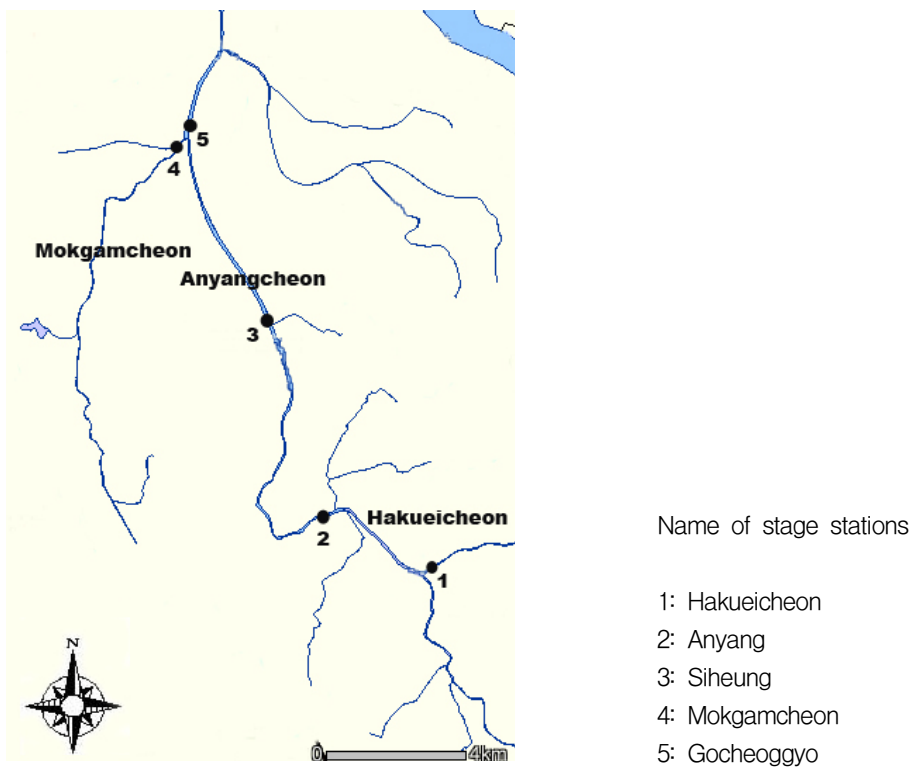 5
4
Mokgamcheon
Anyangcheon
3
Hakueicheon
2
1
N
0 4km
Name of stage stations
1: Hakueicheon
2: Anyang
3: Siheung
4: Mokgamcheon
5: Gocheoggyo